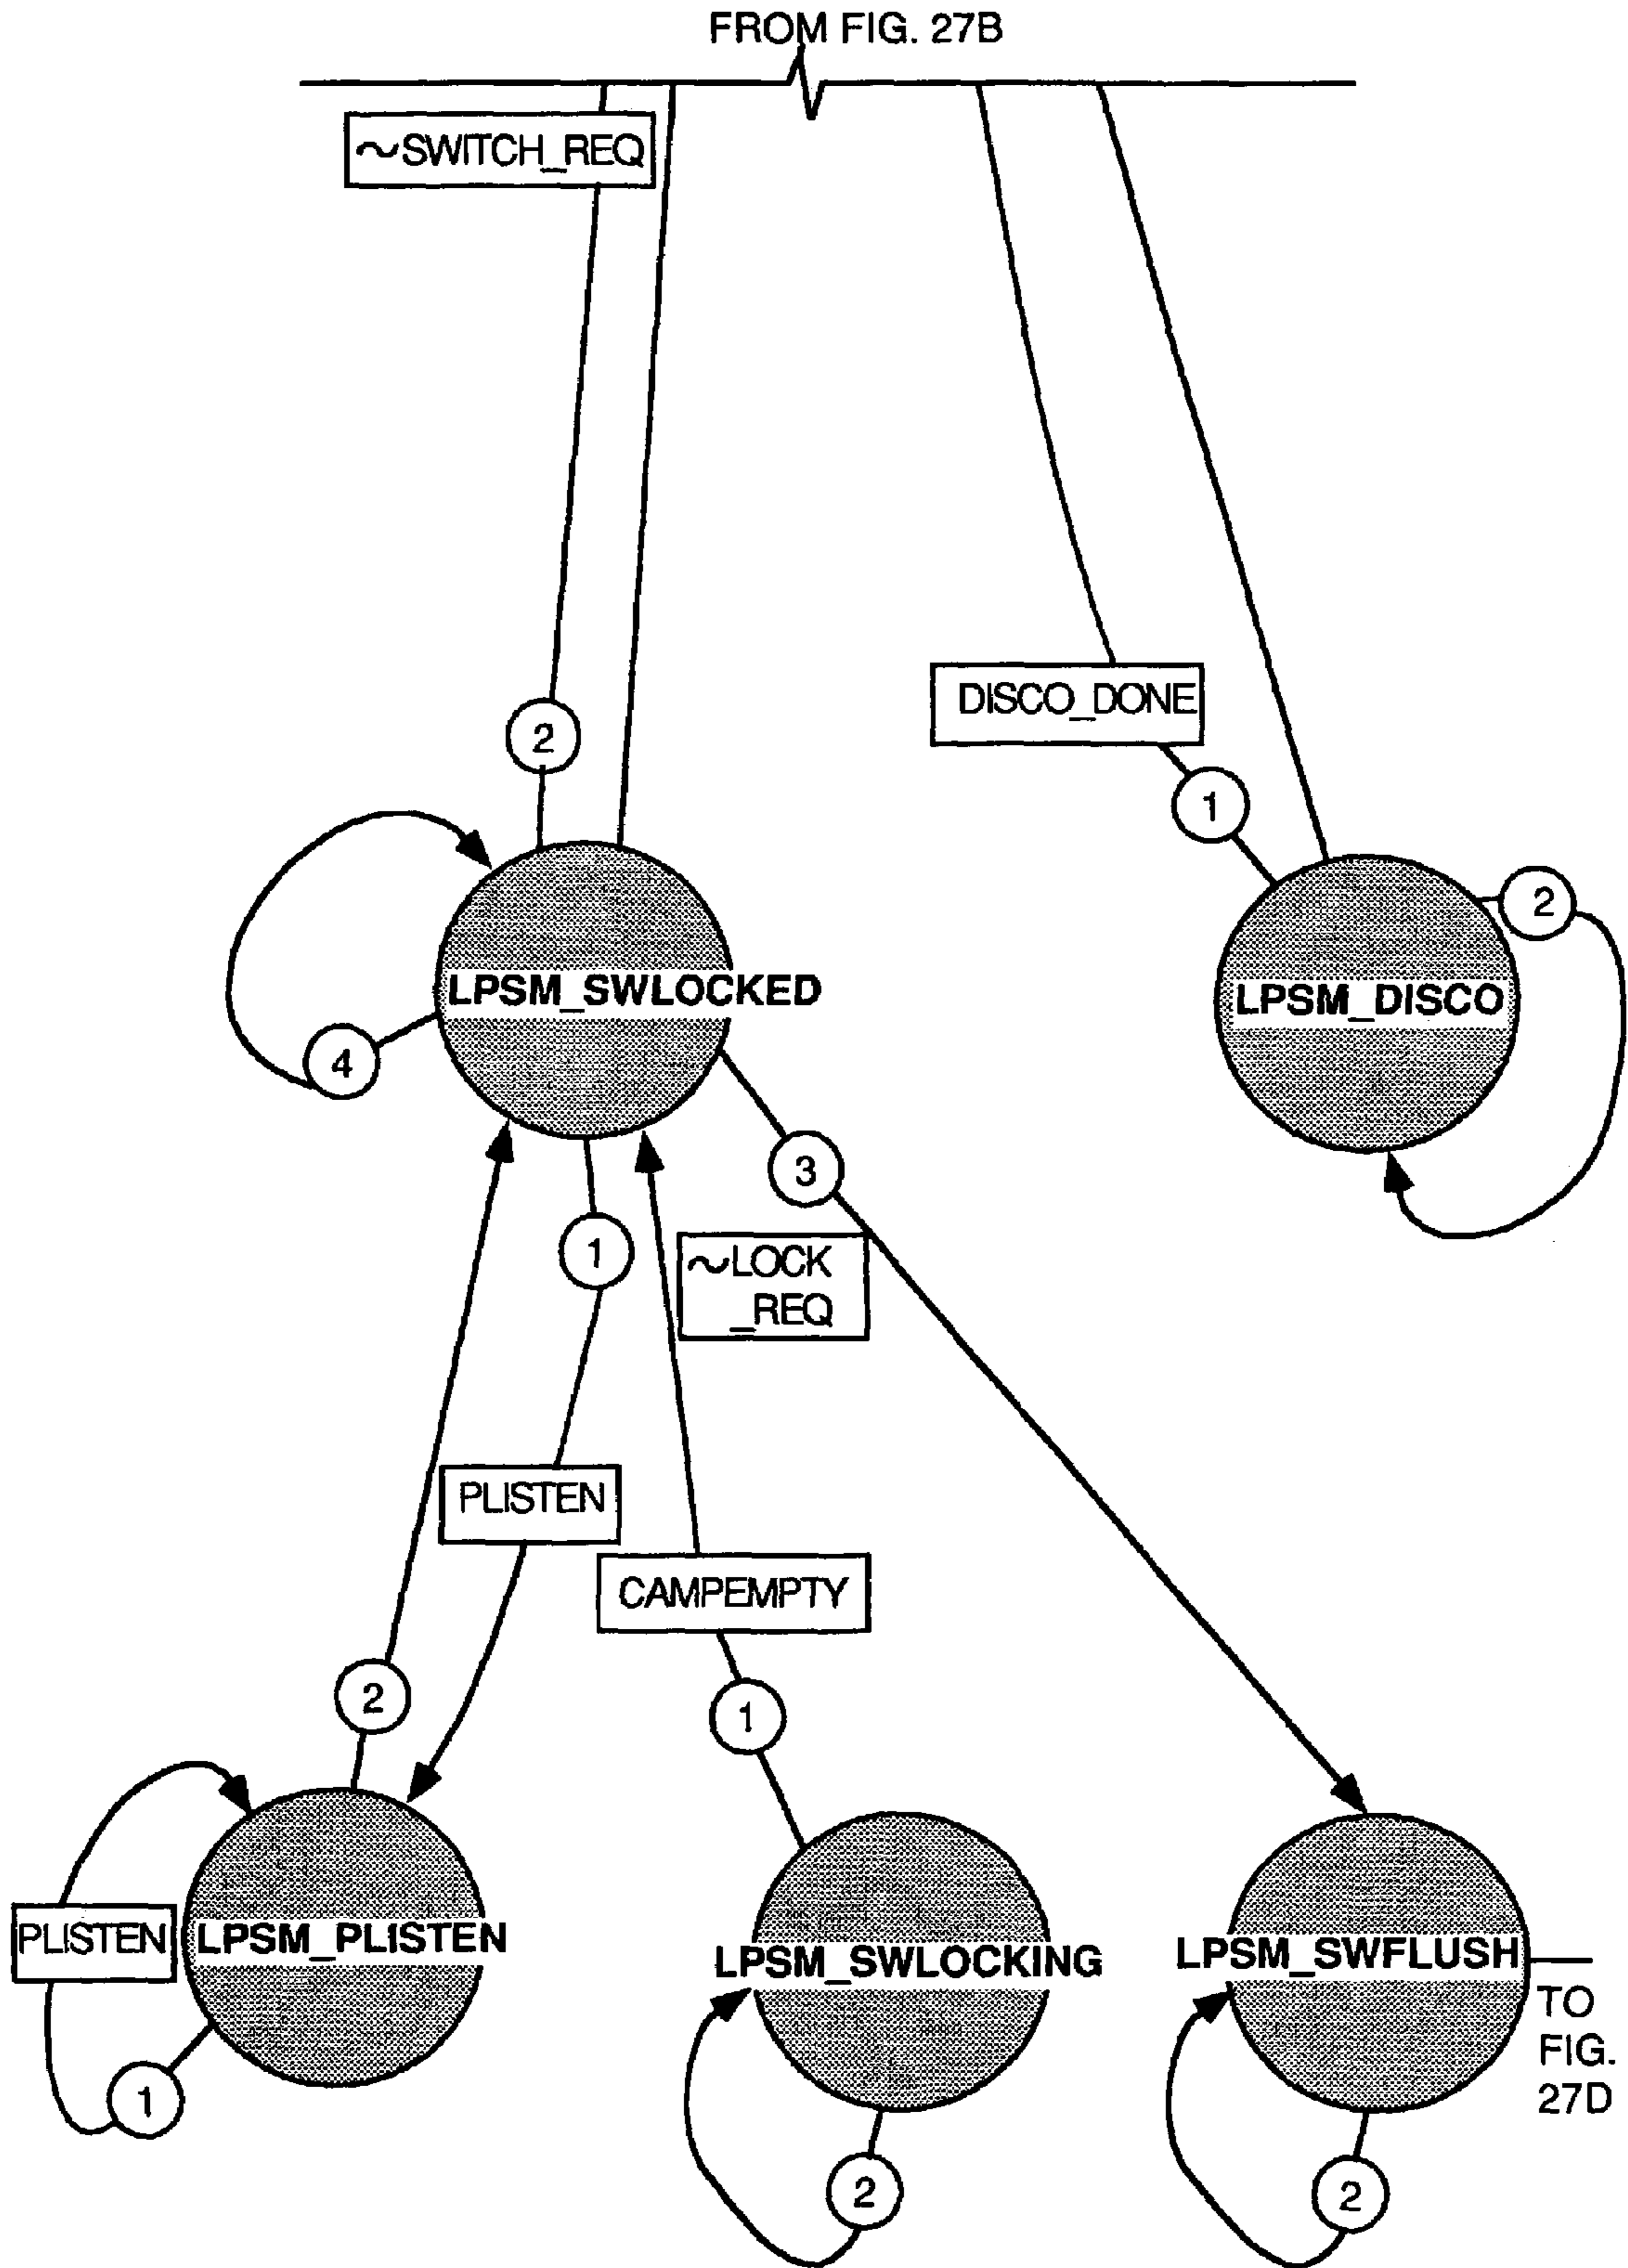 FROM FIG. 27B
~SWITCH_REQ
DISCO_DONE
2
1
2
LPSM_SWLOCKED
LPSM_DISCO
4
3
1
~LOCK
_REQ
PLISTEN
CAMPEMPTY
2
1
PLISTEN
LPSM_PLISTEN
LPSM_SWLOCKING
LPSM_SWFLUSH
TO
FIG.
27D
1
2
2